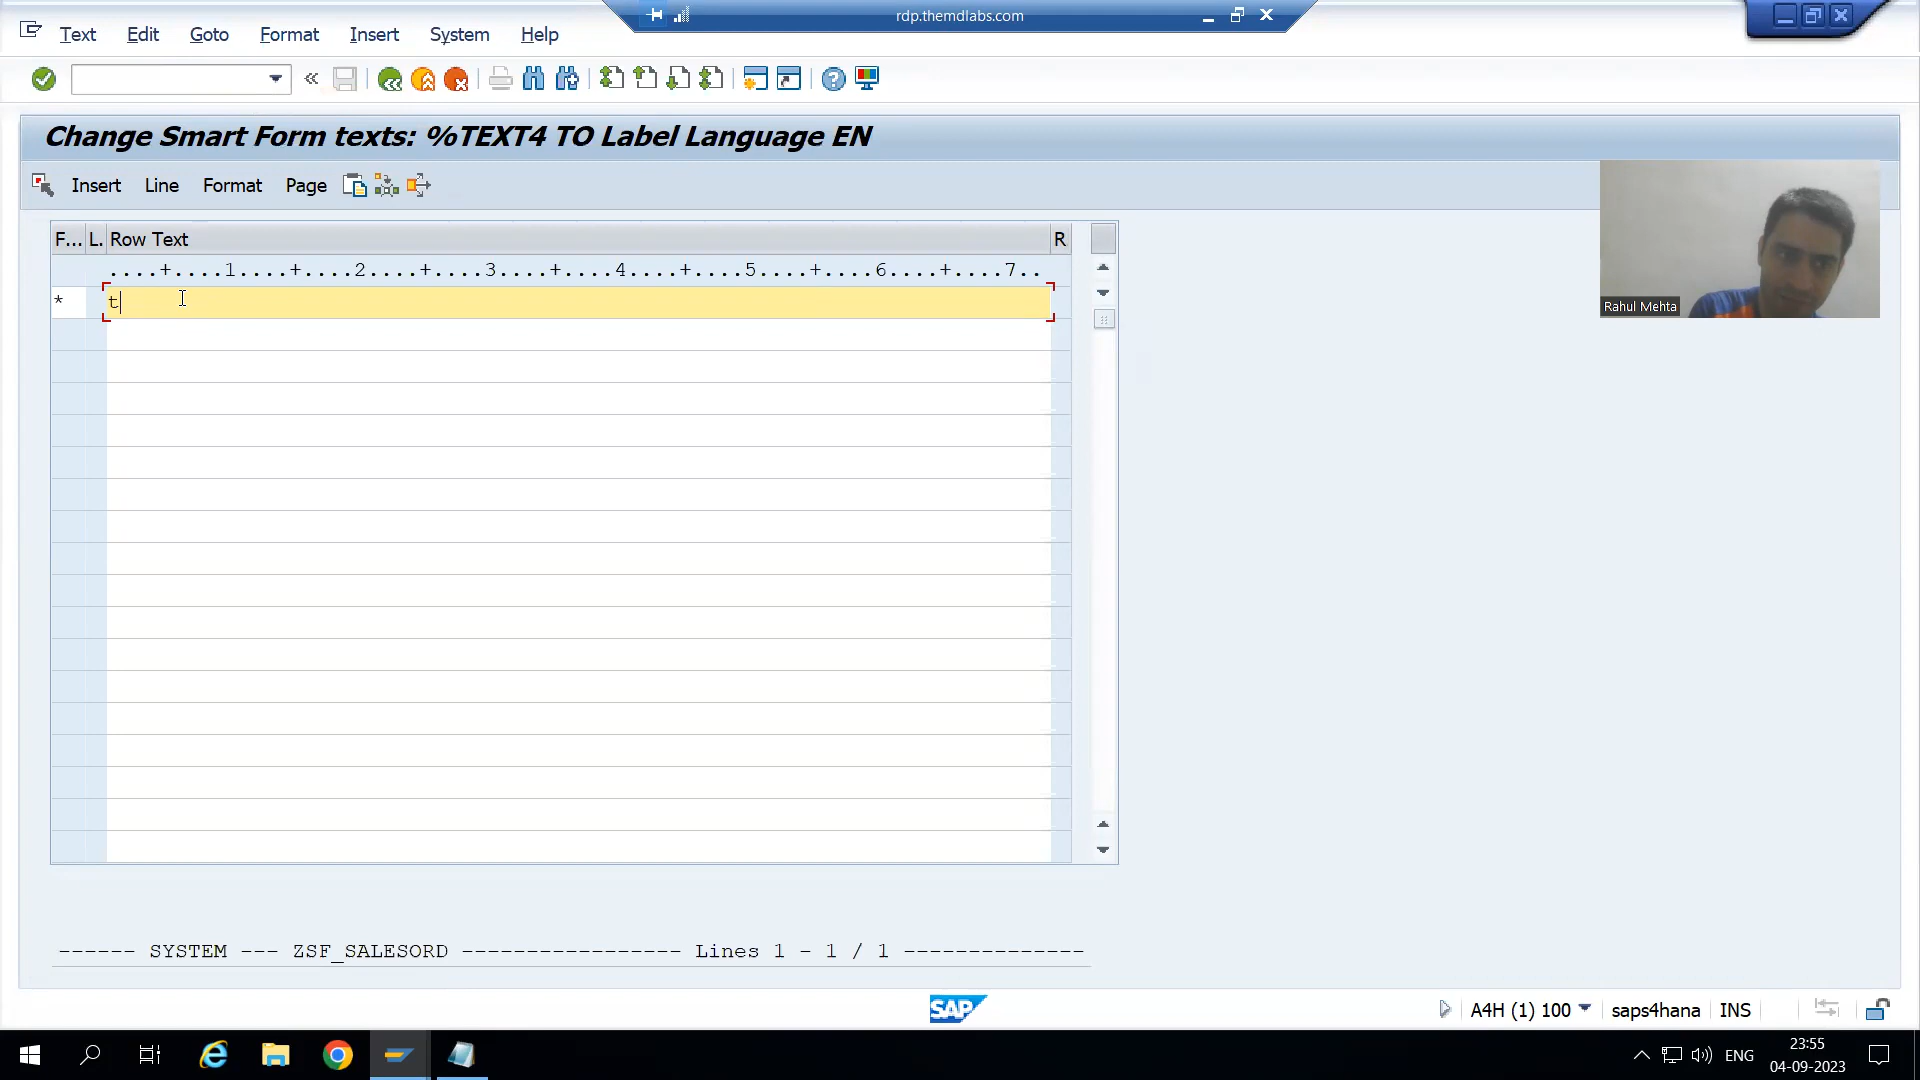 rdp.themdlabs.com
Text Edit Goto Format Insert System Help
Change Smart Form texts: %TEXT4 TO Label Language EN
Insert Line Format Page
F... L. Row Text R
....+....1....+....2....+....3....+....4....+....5....+....6....+....7..
* t
Rahul Mehta
------ SYSTEM --- ZSF_SALESORD ----------------- Lines 1 - 1 / 1 --------------
SAP
A4H (1) 100 saps4hana INS
ENG
23:55
04-09-2023